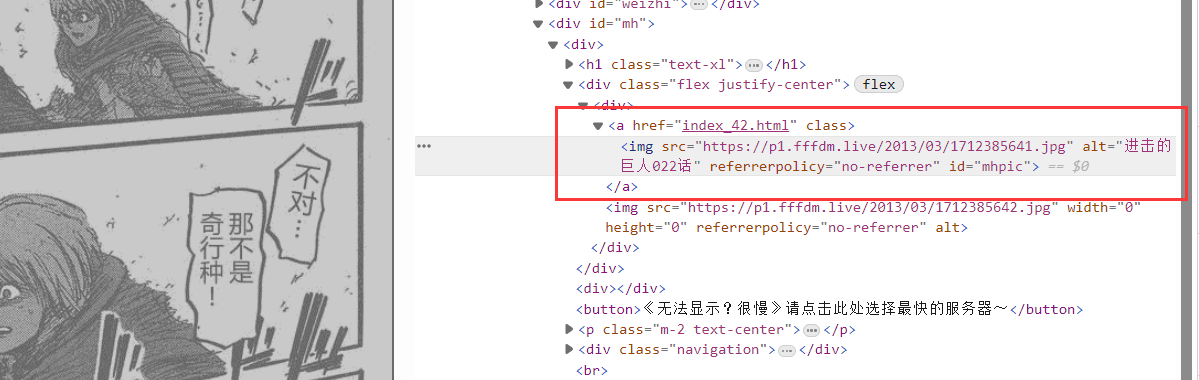 不对…
那不是
奇行种！
<div id="weizhi"> … </div>
<div id="mh">
<div>
<h1 class="text-xl"> … </h1>
<div class="flex justify-center"> flex
<div>
<a href="index_42.html" class>
<img src="https://p1.fffdm.live/2013/03/1712385641.jpg" alt="进击的
巨人022话" referrerpolicy="no-referrer" id="mhpic"> == $0
</a>
<img src="https://p1.fffdm.live/2013/03/1712385642.jpg" width="0"
height="0" referrerpolicy="no-referrer" alt>
</div>
</div>
<div></div>
<button>《无法显示？很慢》请点击此处选择最快的服务器～</button>
<p class="m-2 text-center"> … </p>
<div class="navigation"> … </div>
<br>